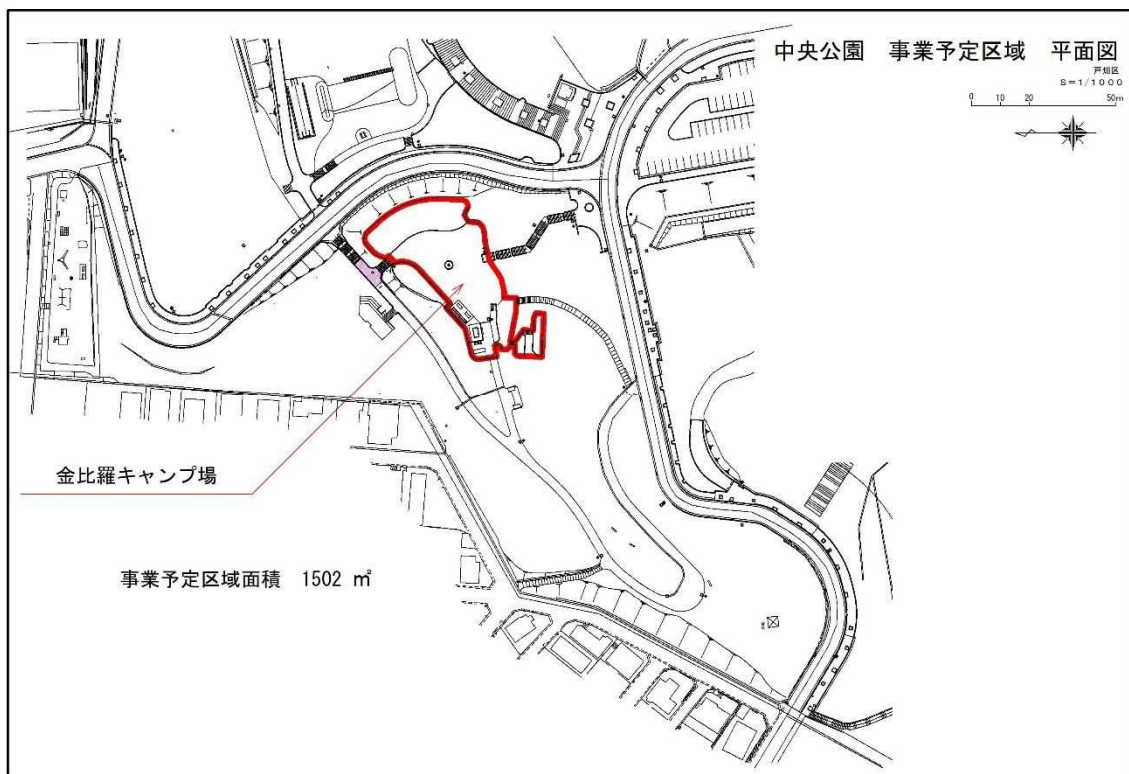 中央公園　事業予定区域　平面図
戸畑区
S=1/1000
0 10 20 50m
金比羅キャンプ場
事業予定区域面積　1502 ㎡